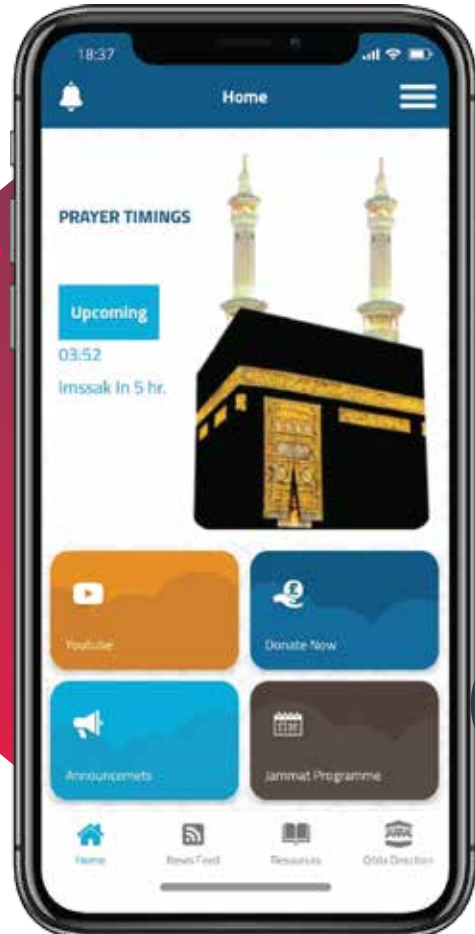 18:37
Home
PRAYER TIMINGS
Upcoming
03:52
Imssak In 5 hr.
Youtube
Donate Now
Announcemets
Jammat Programme
Home
News Feed
Resources
Qibla Direction